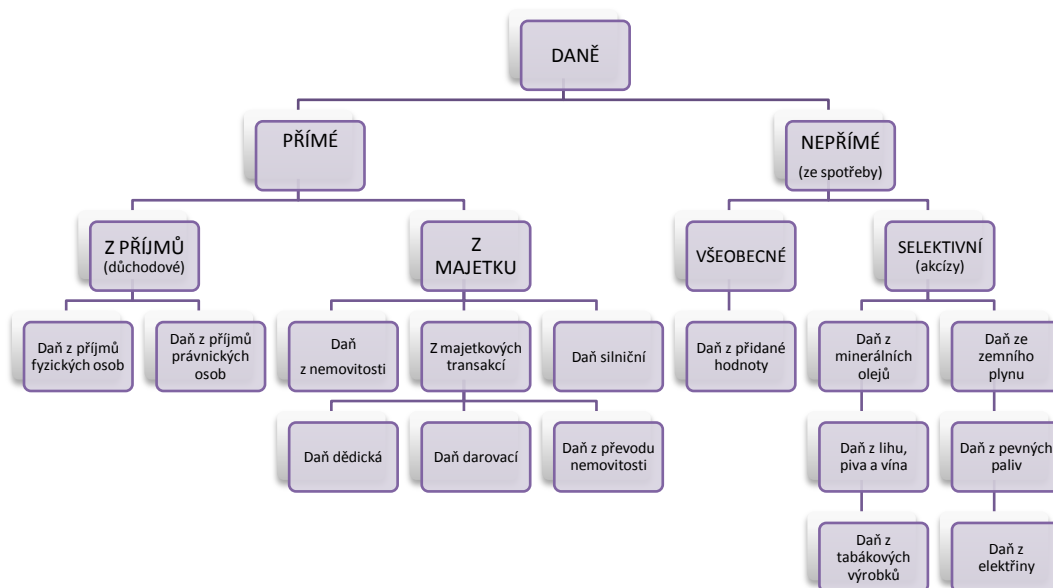 DANĚ
PŘÍMÉ
NEPŘÍMÉ
(ze spotřeby)
Z PŘÍJMŮ
(důchodové)
Z
MAJETKU
VŠEOBECNÉ
SELEKTIVNÍ
(akcízy)
Daň z příjmů
fyzických osob
Daň z příjmů
právnických
osob
Daň
z nemovitosti
Z majetkových
transakcí
Daň silniční
Daň z přidané
hodnoty
Daň z
minerálních
olejů
Daň ze
zemního
plynu
Daň dědická
Daň darovací
Daň z převodu
nemovitosti
Daň z lihu,
piva a vína
Daň z pevných
paliv
Daň z
tabákových
výrobků
Daň z
elektřiny